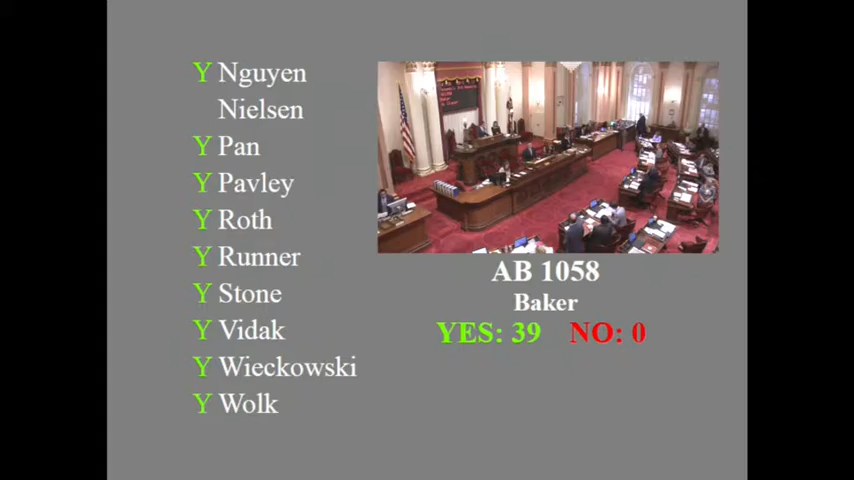 Y Nguyen
Nielsen
Y Pan
Y Pavley
Y Roth
Y Runner
Y Stone
Y Vidak
Y Wieckowski
Y Wolk
AB 1058
Baker
YES: 39 NO: 0